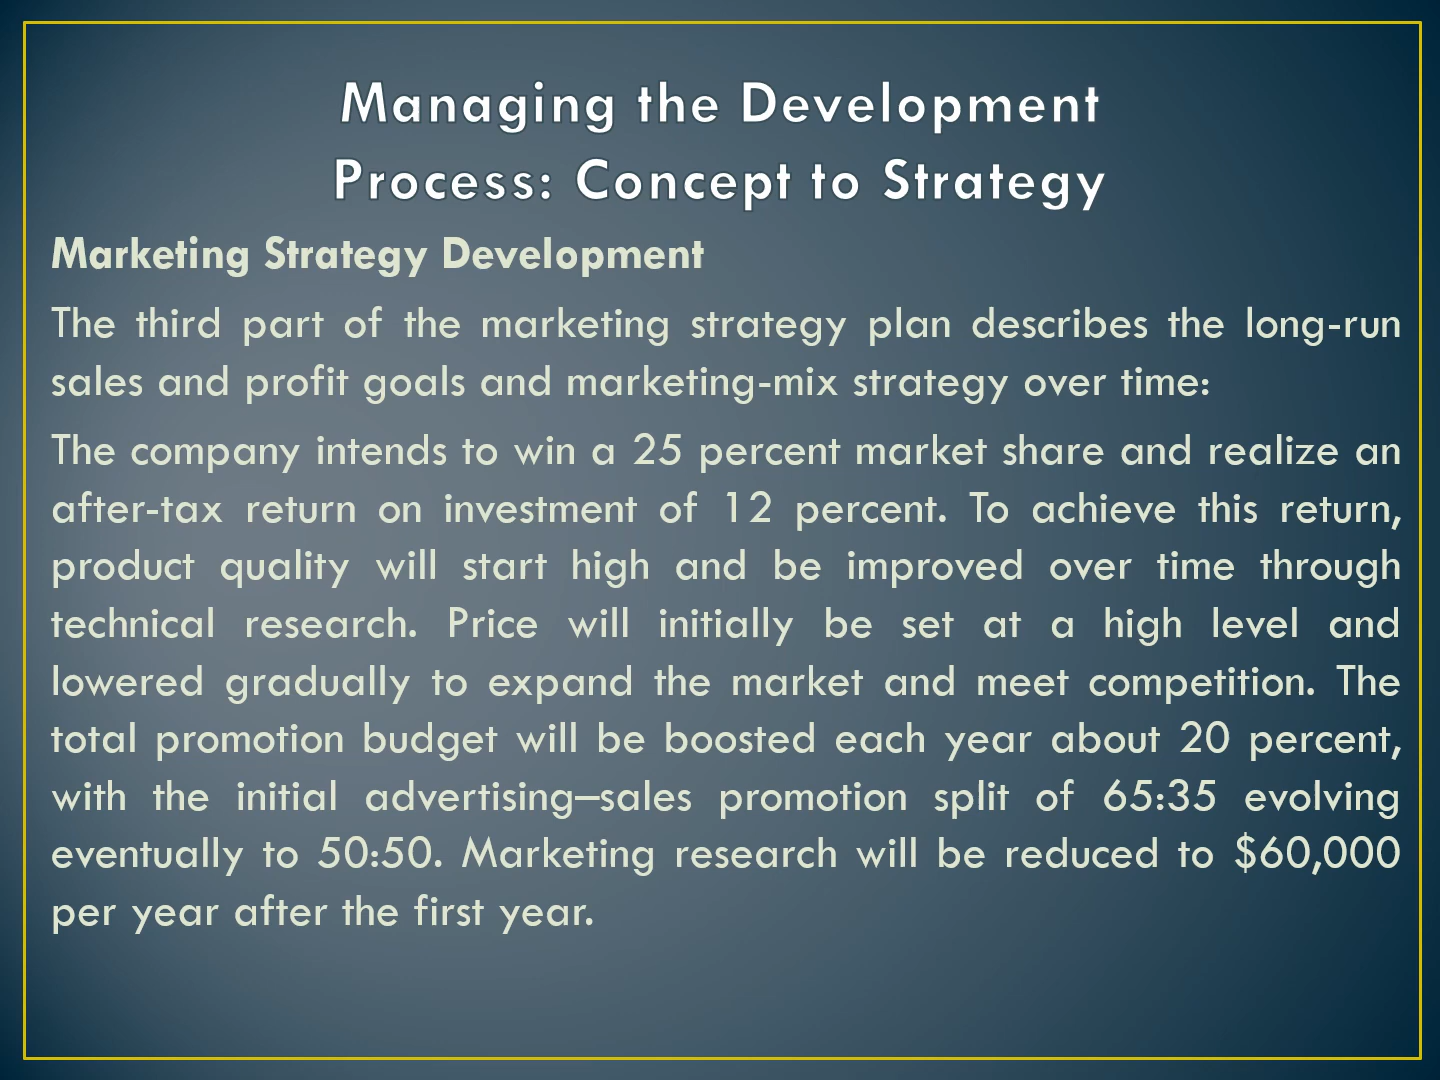 Managing the Development
Process: Concept to Strategy
Marketing Strategy Development
The third part of the marketing strategy plan describes the long-run
sales and profit goals and marketing-mix strategy over time:
The company intends to win a 25 percent market share and realize an
after-tax return on investment of 12 percent. To achieve this return,
product quality will start high and be improved over time through
technical research. Price will initially be set at a high level and
lowered gradually to expand the market and meet competition. The
total promotion budget will be boosted each year about 20 percent,
with the initial advertising–sales promotion split of 65:35 evolving
eventually to 50:50. Marketing research will be reduced to $60,000
per year after the first year.